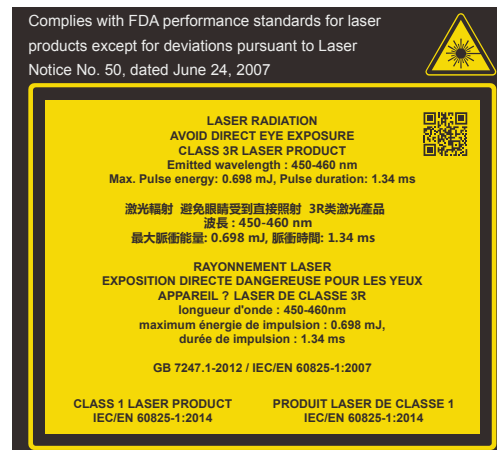 Complies with FDA performance standards for laser
products except for deviations pursuant to Laser
Notice No. 50, dated June 24, 2007
LASER RADIATION
AVOID DIRECT EYE EXPOSURE
CLASS 3R LASER PRODUCT
Emitted wavelength : 450-460 nm
Max. Pulse energy: 0.698 mJ, Pulse duration: 1.34 ms
激光輻射 避免眼睛受到直接照射 3R类激光產品
波長 : 450-460 nm
最大脈衝能量: 0.698 mJ, 脈衝時間: 1.34 ms
RAYONNEMENT LASER
EXPOSITION DIRECTE DANGEREUSE POUR LES YEUX
APPAREIL ? LASER DE CLASSE 3R
longueur d'onde : 450-460nm
maximum énergie de impulsion : 0.698 mJ,
durée de impulsion : 1.34 ms
GB 7247.1-2012 / IEC/EN 60825-1:2007
CLASS 1 LASER PRODUCT PRODUIT LASER DE CLASSE 1
IEC/EN 60825-1:2014 IEC/EN 60825-1:2014